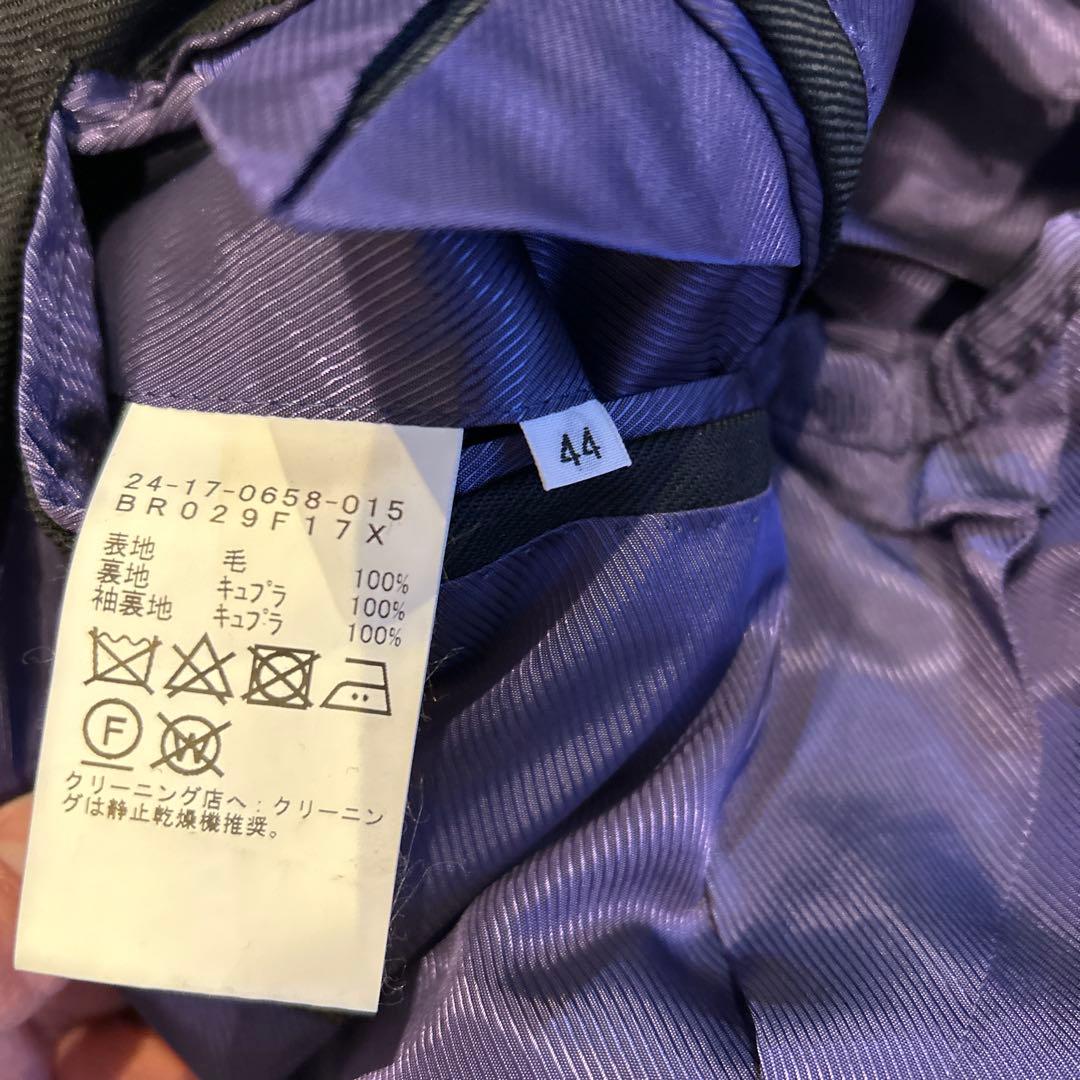 44
24-17-0658-015
BR029F17X
表地 毛 100%
裏地 キュプラ 100%
袖裏地 キュプラ 100%
F W
クリーニング店へ:クリーニン
グは静止乾燥機推奨。